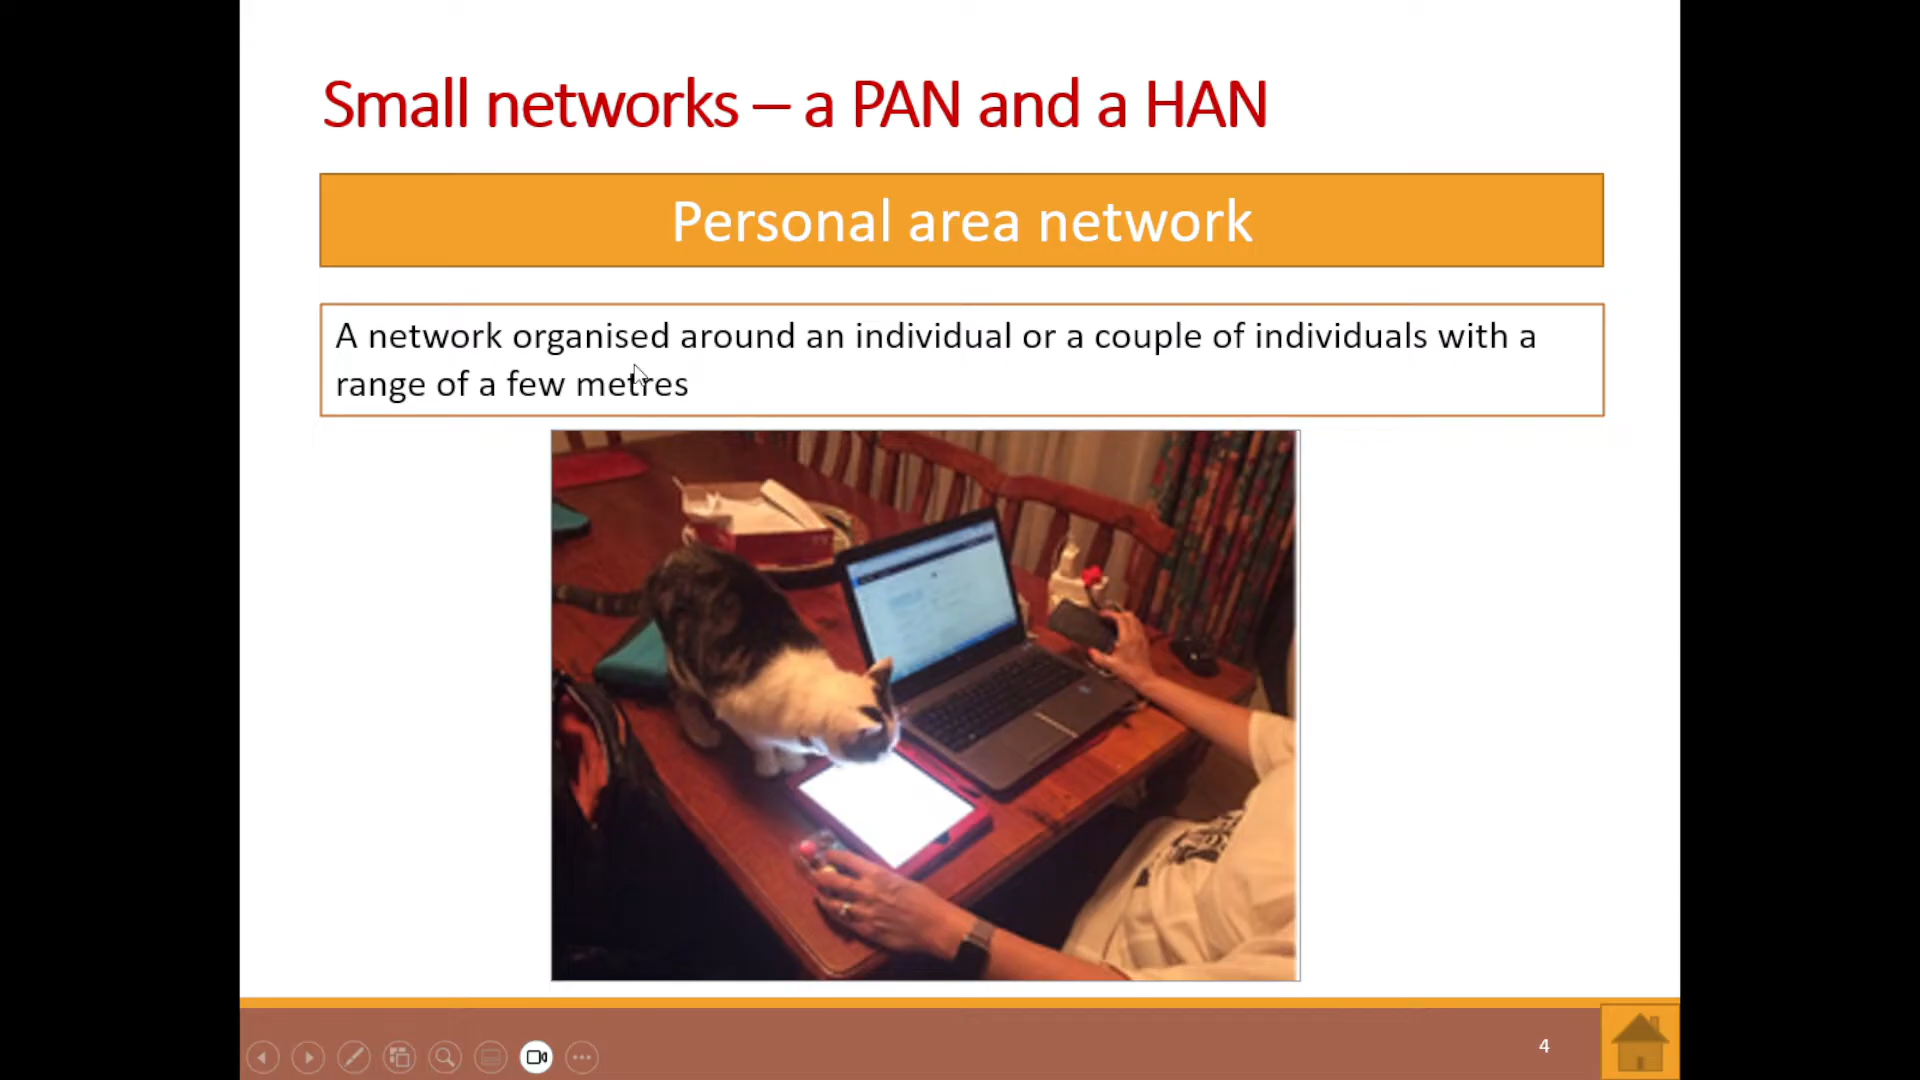 Small networks – a PAN and a HAN
Personal area network
A network organised around an individual or a couple of individuals with a
range of a few metres
4